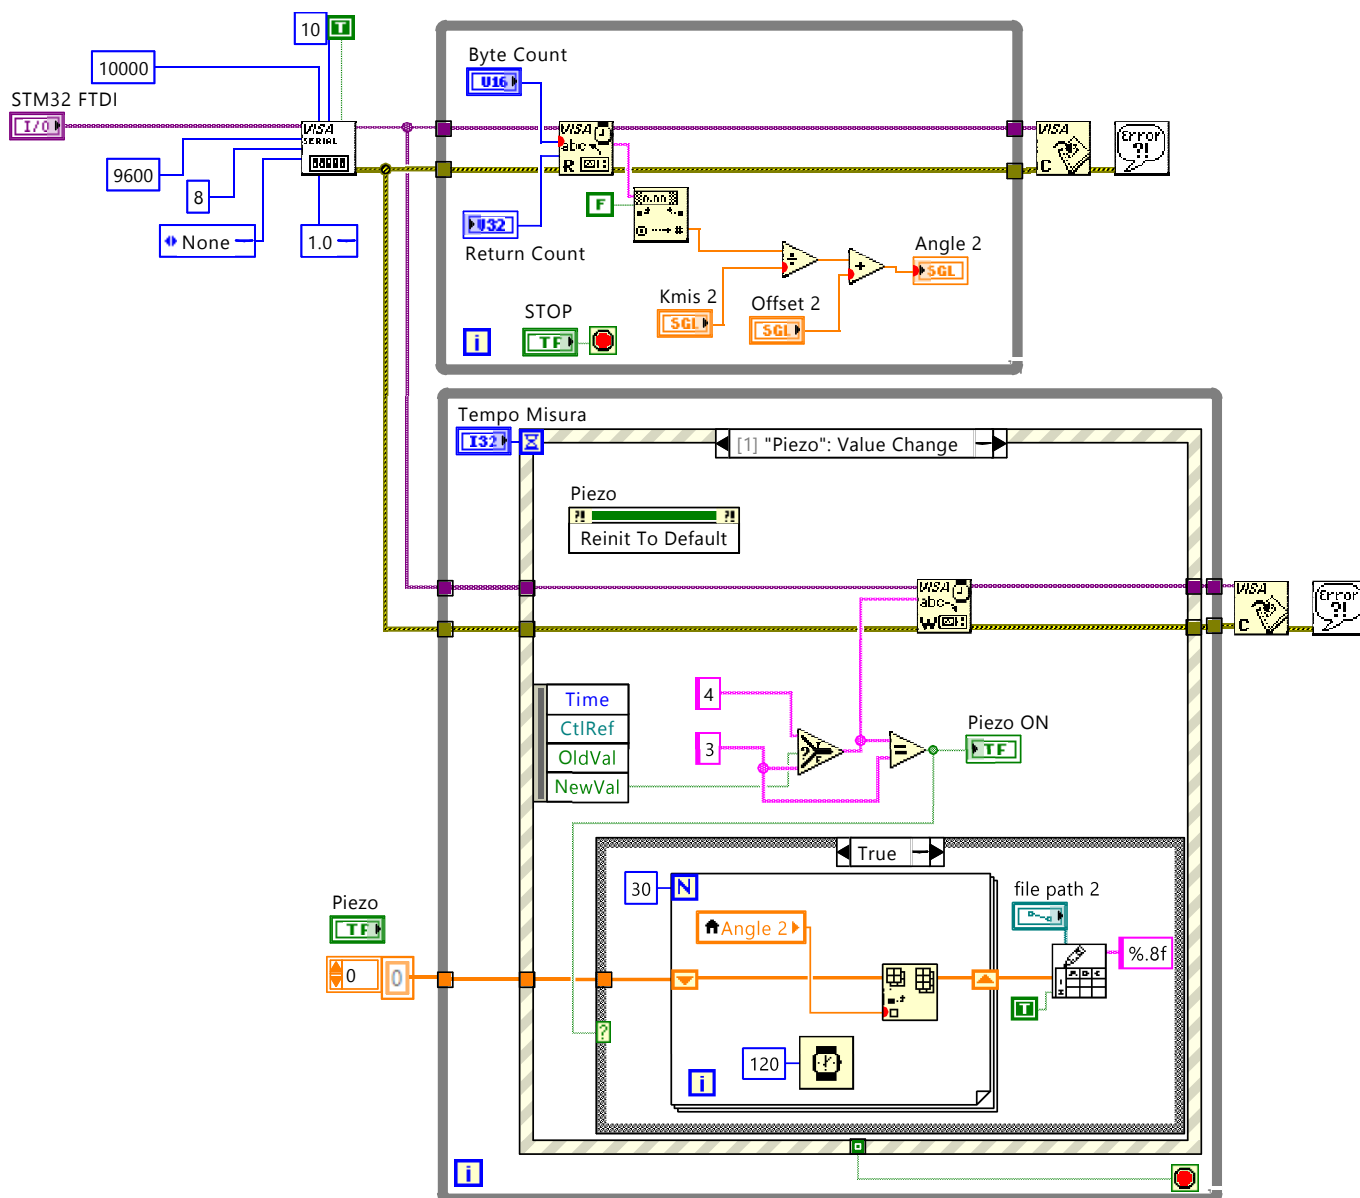 10
T
10000
STM32 FTDI
I/O
VISA
SERIAL
9600
8
None
1.0
Byte Count
U16
VISA
abc
R
VISA
C
Error
?!
F
n.nn
#
U32
Return Count
÷
+
Angle 2
SGL
Kmis 2
SGL
Offset 2
SGL
STOP
TF
i
Tempo Misura
I32
[1] "Piezo": Value Change
Piezo
?! ?!
Reinit To Default
VISA
abc
W
VISA
C
Error
?!
Time
CtlRef
OldVal
NewVal
4
3
?
=
Piezo ON
TF
True
30
N
file path 2
Angle 2
%.8f
Piezo
TF
0
0
T
?
120
i
i